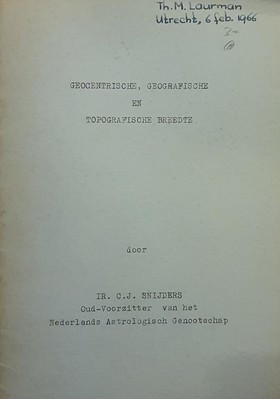 Th. M. Laurman
Utrecht, 6 feb. 1966
GEOCENTRISCHE, GEOGRAFISCHE
EN
TOPOGRAFISCHE BREEDTE
door
IR. C.J. SNIJDERS
Oud-Voorzitter van het
Nederlands Astrologisch Genootschap